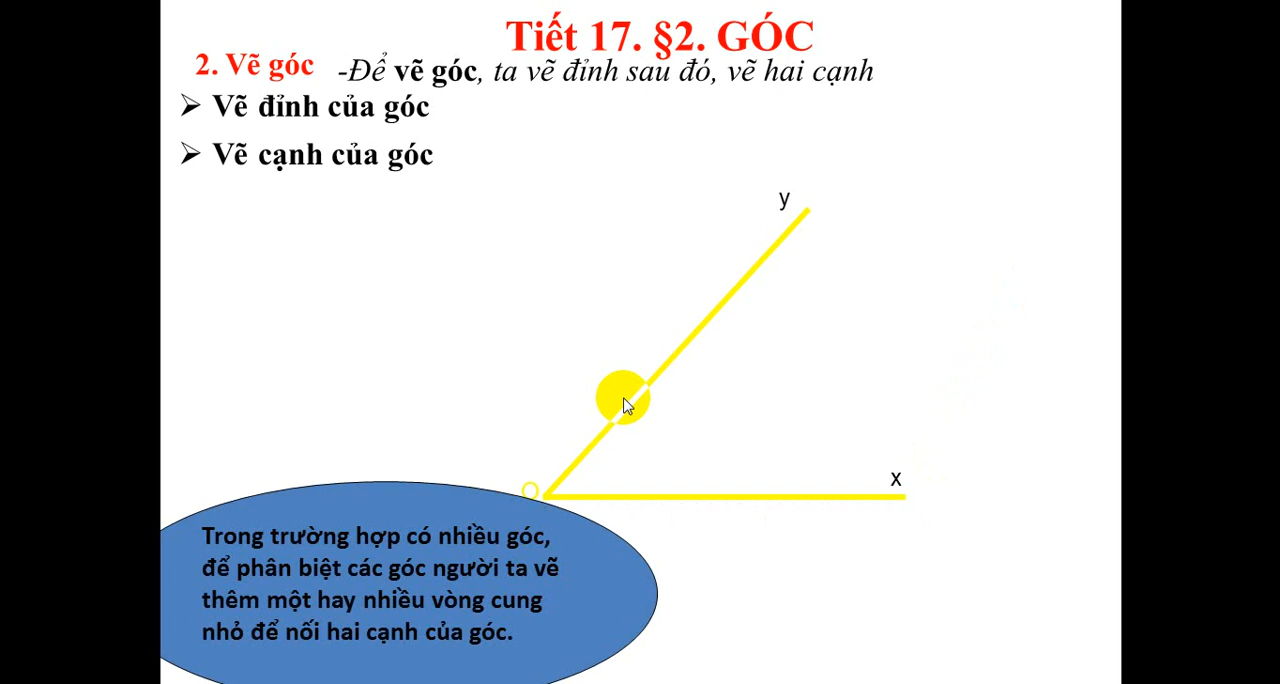 Tiết 17. §2. GÓC
2. Vẽ góc -Để vẽ góc, ta vẽ đỉnh sau đó, vẽ hai cạnh
➢ Vẽ đỉnh của góc
➢ Vẽ cạnh của góc
y
x
O
Trong trường hợp có nhiều góc,
để phân biệt các góc người ta vẽ
thêm một hay nhiều vòng cung
nhỏ để nối hai cạnh của góc.